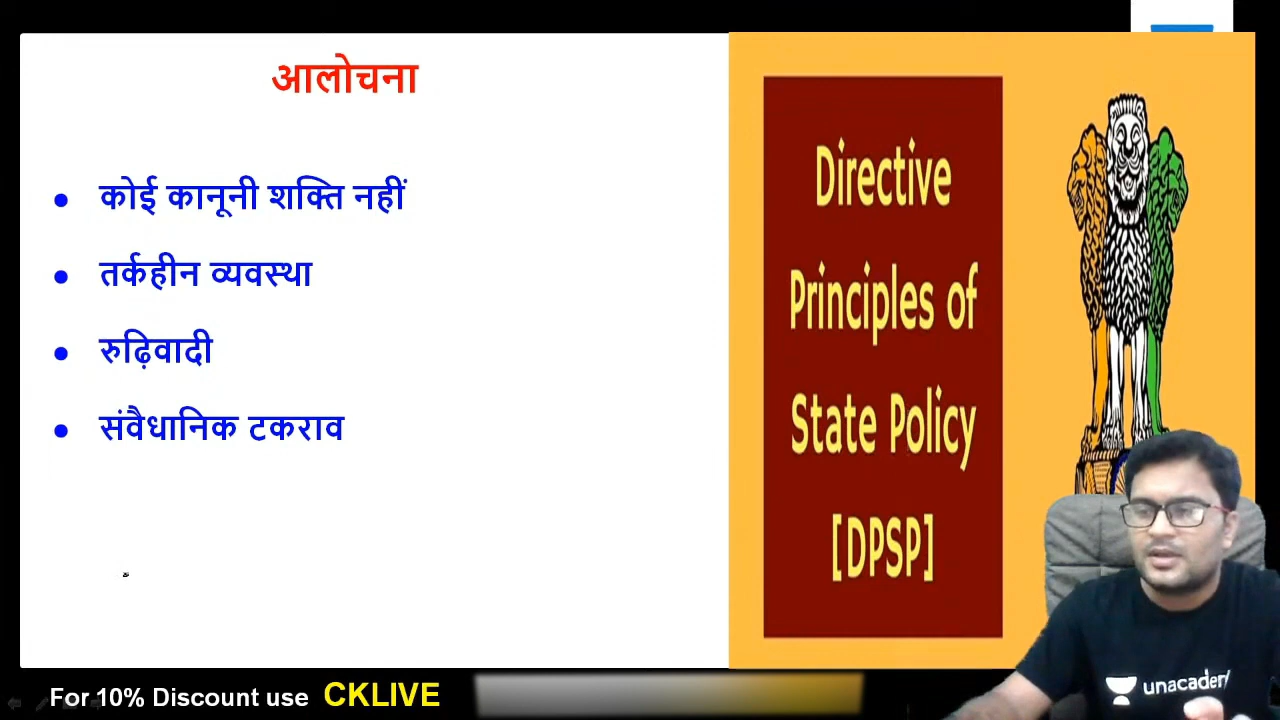 आलोचना
• कोई कानूनी शक्ति नहीं
• तर्कहीन व्यवस्था
• रुढ़िवादी
• संवैधानिक टकराव
Directive
Principles of
State Policy
[DPSP]
unacademy
For 10% Discount use CKLIVE